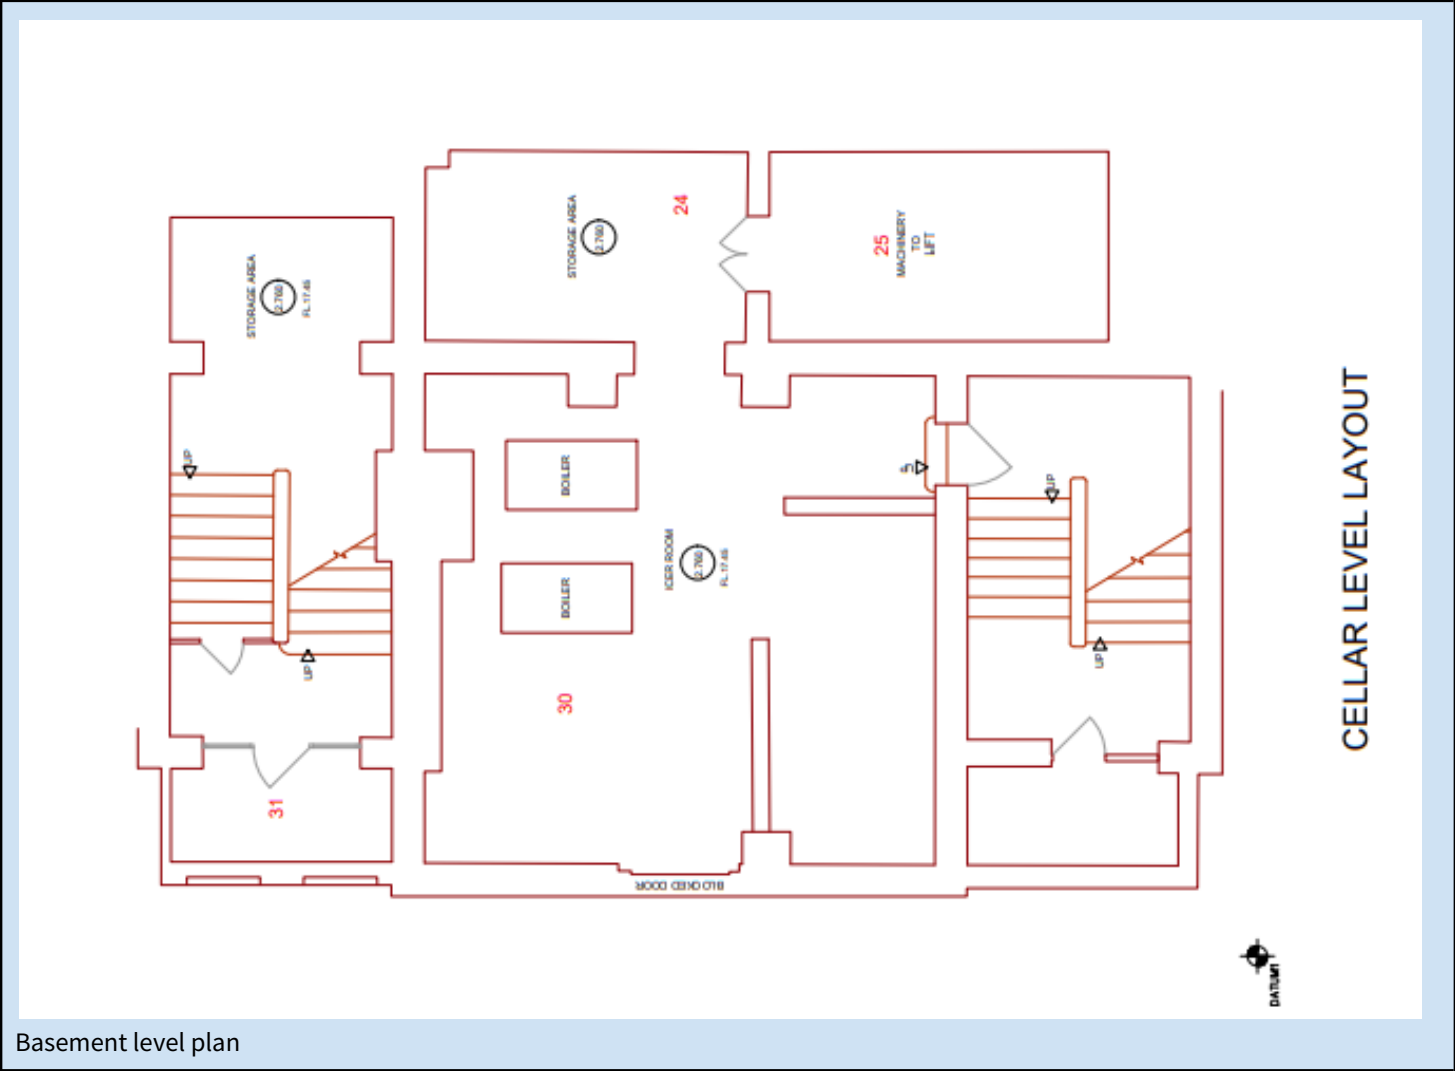 STORAGE AREA
2.760
FL.17.45
STORAGE AREA
2.760
24
25
MACHINERY
TO
LIFT
UP
UP
31
BOILER
BOILER
ICER ROOM
2.760
FL.17.45
30
UP
UP
UP
BLOCKED DOOR
CELLAR LEVEL LAYOUT
DATUM1
Basement level plan